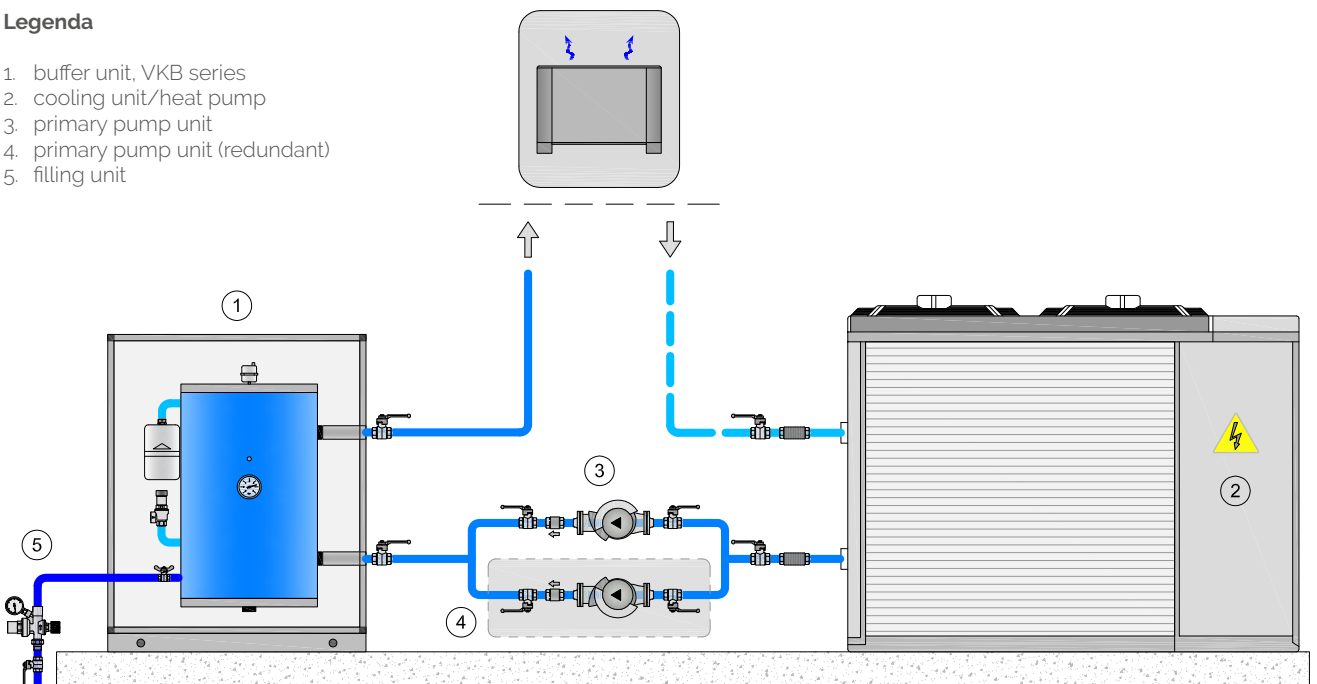 Legenda
1. buffer unit, VKB series
2. cooling unit/heat pump
3. primary pump unit
4. primary pump unit (redundant)
5. filling unit
1
2
3
4
5